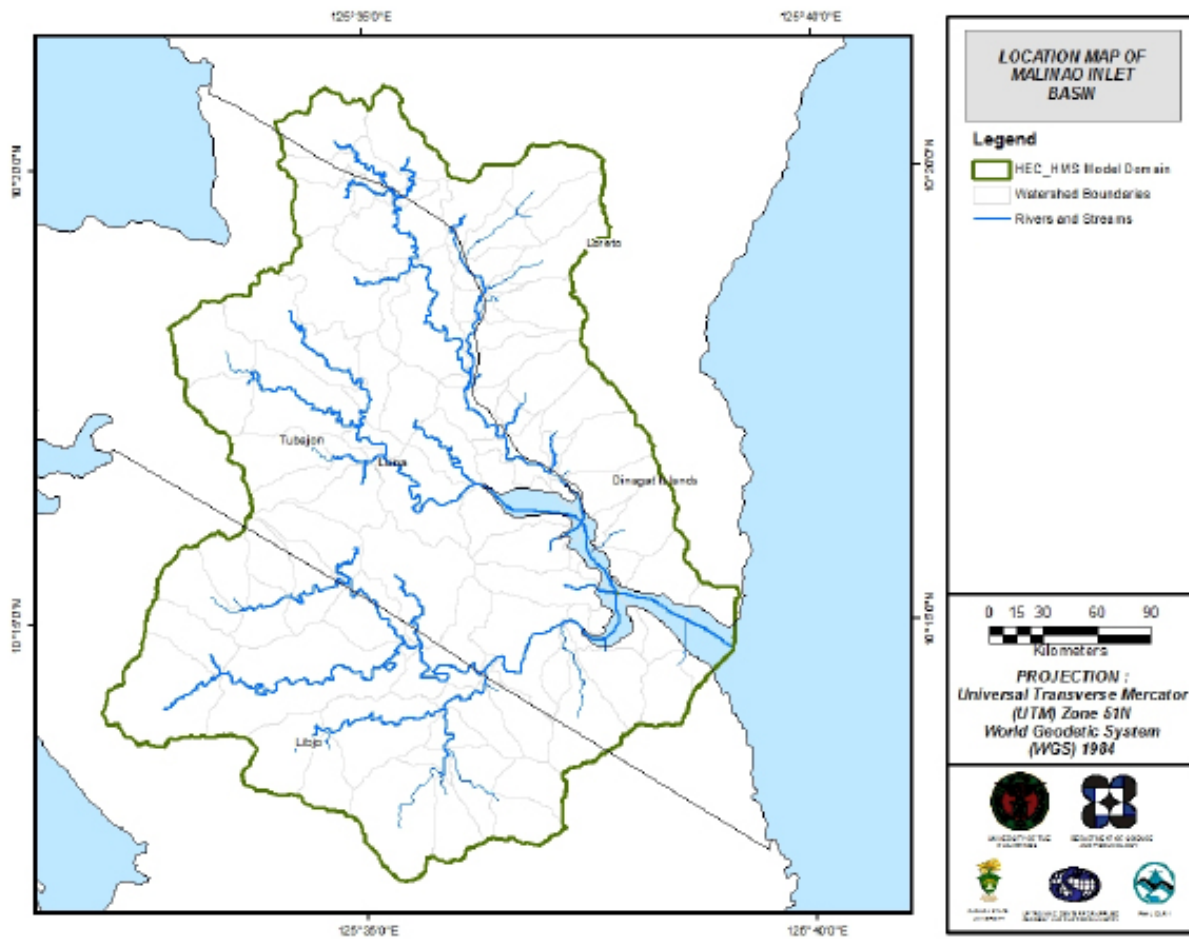 125°35'0"E
125°40'0"E
10°20'0"N
10°20'0"N
Loreto
Tubajon
Dinagat Islands
10°15'0"N
10°15'0"N
Libjo
125°35'0"E
125°40'0"E
LOCATION MAP OF
MALINAO INLET
BASIN
Legend
HEC_HMS Model Domain
Watershed Boundaries
Rivers and Streams
0 15 30 60 90
Kilometers
PROJECTION :
Universal Transverse Mercator
(UTM) Zone 51N
World Geodetic System
(WGS) 1984